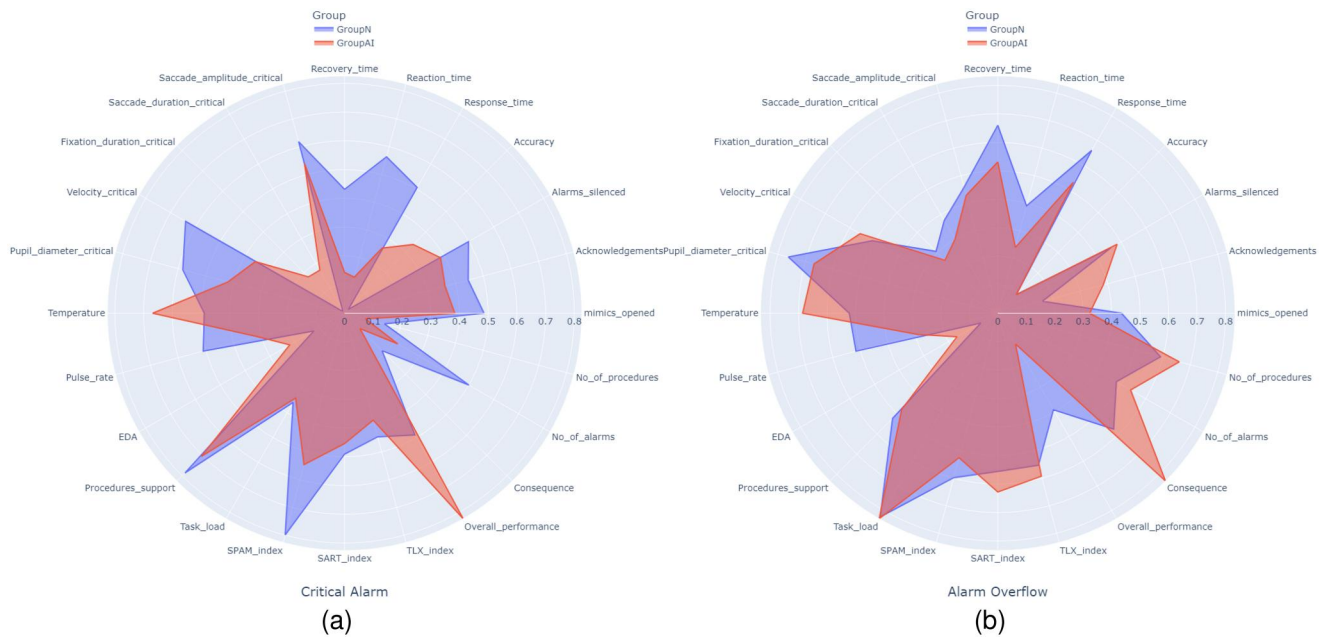 Group
GroupN
GroupAI
Recovery_time
Reaction_time
Response_time
Accuracy
Alarms_silenced
Acknowledgements
mimics_opened
No_of_procedures
No_of_alarms
Consequence
Overall_performance
TLX_index
SART_index
SPAM_index
Task_load
Procedures_support
EDA
Pulse_rate
Temperature
Pupil_diameter_critical
Velocity_critical
Fixation_duration_critical
Saccade_duration_critical
Saccade_amplitude_critical
0 0.1 0.2 0.3 0.4 0.5 0.6 0.7 0.8
Critical Alarm
(a)
Group
GroupN
GroupAI
Recovery_time
Reaction_time
Response_time
Accuracy
Alarms_silenced
Acknowledgements
mimics_opened
No_of_procedures
No_of_alarms
Consequence
Overall_performance
TLX_index
SART_index
SPAM_index
Task_load
Procedures_support
EDA
Pulse_rate
Temperature
Pupil_diameter_critical
Velocity_critical
Fixation_duration_critical
Saccade_duration_critical
Saccade_amplitude_critical
0 0.1 0.2 0.3 0.4 0.5 0.6 0.7 0.8
Alarm Overflow
(b)